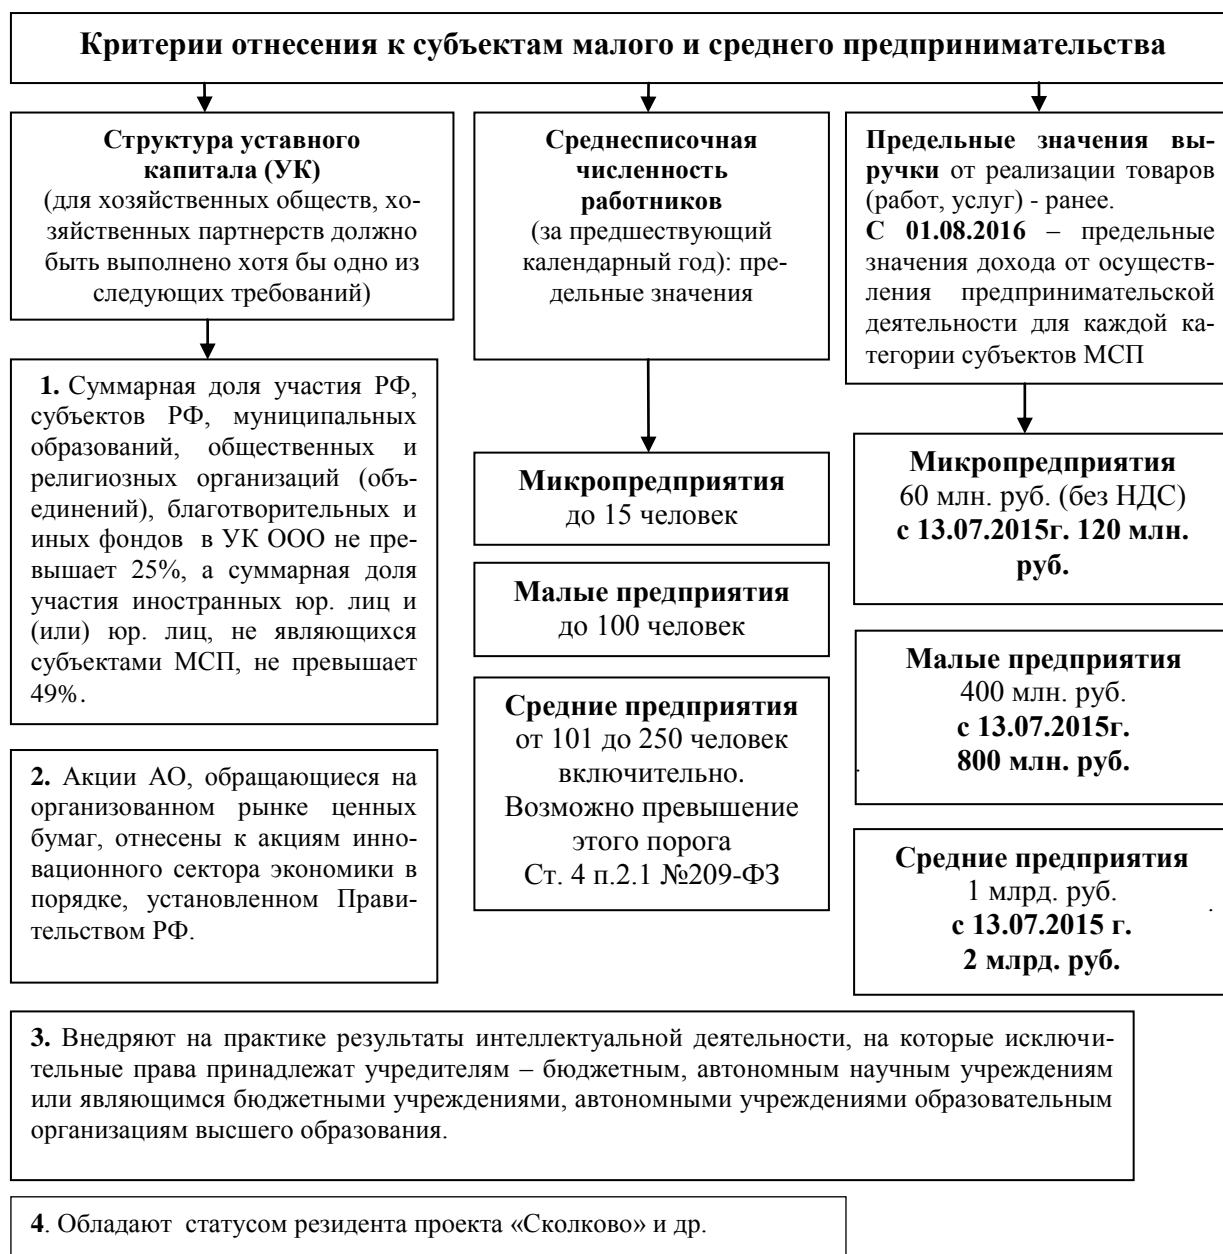 Критерии отнесения к субъектам малого и среднего предпринимательства
Структура уставного
капитала (УК)
(для хозяйственных обществ, хо-
зяйственных партнерств должно
быть выполнено хотя бы одно из
следующих требований)
1. Суммарная доля участия РФ,
субъектов РФ, муниципальных
образований, общественных и
религиозных организаций (объ-
единений), благотворительных и
иных фондов в УК ООО не пре-
вышает 25%, а суммарная доля
участия иностранных юр. лиц и
(или) юр. лиц, не являющихся
субъектами МСП, не превышает
49%.
2. Акции АО, обращающиеся на
организованном рынке ценных
бумаг, отнесены к акциям инно-
вационного сектора экономики в
порядке, установленном Прави-
тельством РФ.
Среднесписочная
численность
работников
(за предшествующий
календарный год): пре-
дельные значения
Микропредприятия
до 15 человек
Малые предприятия
до 100 человек
Средние предприятия
от 101 до 250 человек
включительно.
Возможно превышение
этого порога
Ст. 4 п.2.1 №209-ФЗ
Предельные значения вы-
ручки от реализации товаров
(работ, услуг) - ранее.
С 01.08.2016 – предельные
значения дохода от осуществ-
ления предпринимательской
деятельности для каждой ка-
тегории субъектов МСП
Микропредприятия
60 млн. руб. (без НДС)
с 13.07.2015г. 120 млн.
руб.
Малые предприятия
400 млн. руб.
с 13.07.2015г.
800 млн. руб.
Средние предприятия
1 млрд. руб.
с 13.07.2015 г.
2 млрд. руб.
3. Внедряют на практике результаты интеллектуальной деятельности, на которые исключи-
тельные права принадлежат учредителям – бюджетным, автономным научным учреждениям
или являющимся бюджетными учреждениями, автономными учреждениями образовательным
организациям высшего образования.
4. Обладают статусом резидента проекта «Сколково» и др.